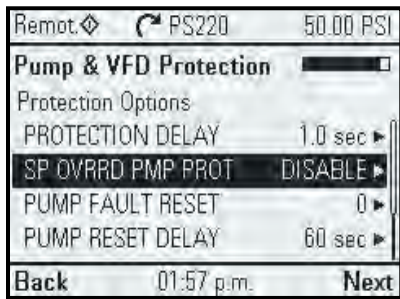 Remot. PS220 50.00 PSI
Pump & VFD Protection
Protection Options
PROTECTION DELAY 1.0 sec
SP OVRRD PMP PROT DISABLE
PUMP FAULT RESET 0
PUMP RESET DELAY 60 sec
Back 01:57 p.m. Next